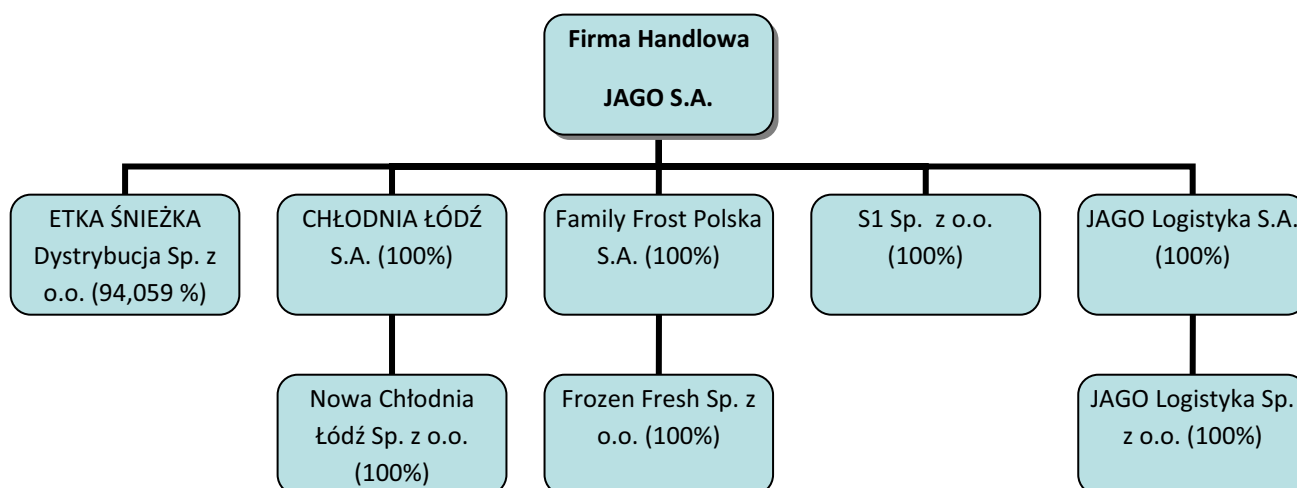 Firma Handlowa
JAGO S.A.
ETKA ŚNIEŻKA
Dystrybucja Sp. z
o.o. (94,059 %)
CHŁODNIA ŁÓDŹ
S.A. (100%)
Family Frost Polska
S.A. (100%)
S1 Sp. z o.o.
(100%)
JAGO Logistyka S.A.
(100%)
Nowa Chłodnia
Łódź Sp. z o.o.
(100%)
Frozen Fresh Sp. z
o.o. (100%)
JAGO Logistyka Sp.
z o.o. (100%)